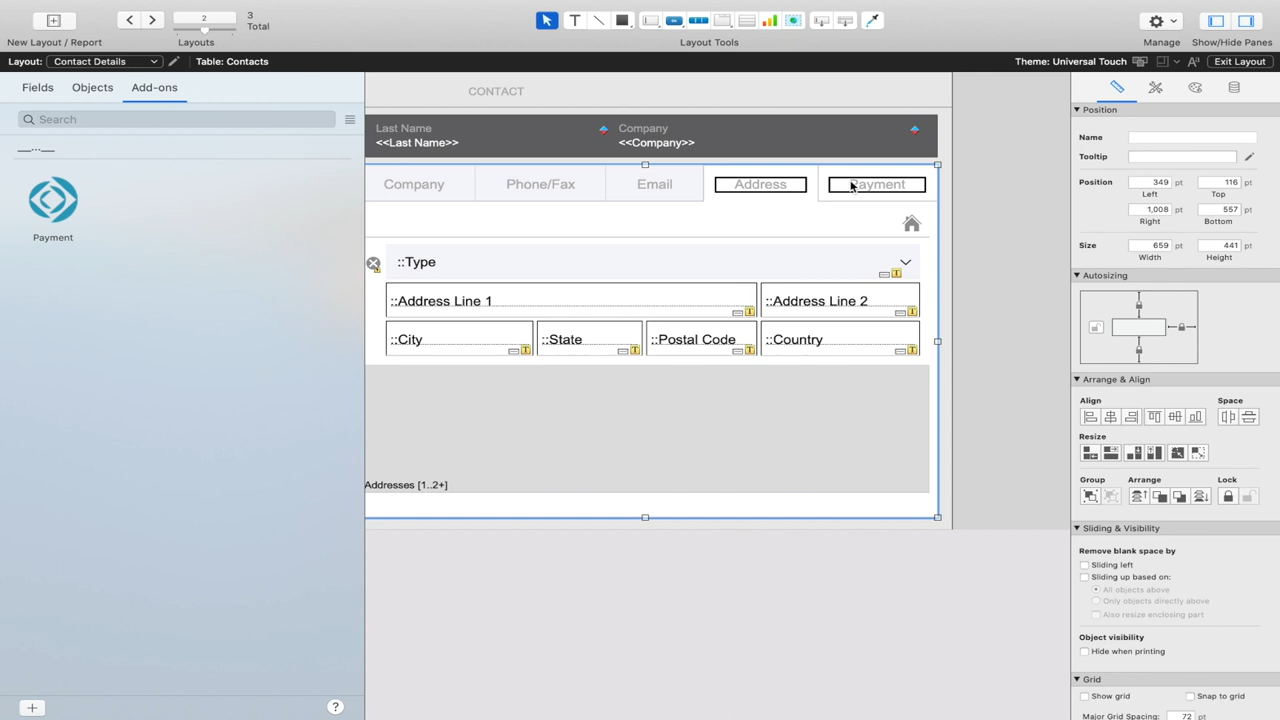 2
3
Total
New Layout / Report
Layouts
Layout Tools
Manage
Show/Hide Panes
Layout:
Contact Details
Table: Contacts
Theme: Universal Touch
Exit Layout
Fields
Objects
Add-ons
Search
__...__
Payment
CONTACT
Last Name
<<Last Name>>
Company
<<Company>>
Company
Phone/Fax
Email
Address
Payment
::Type
::Address Line 1
::Address Line 2
::City
::State
::Postal Code
::Country
Addresses [1..2+]
Position
Name
Tooltip
Position
349 pt
116 pt
Left
Top
1,008 pt
557 pt
Right
Bottom
Size
659 pt
441 pt
Width
Height
Autosizing
Arrange & Align
Align
Space
Resize
Group
Arrange
Lock
Sliding & Visibility
Remove blank space by
Sliding left
Sliding up based on:
All objects above
Only objects directly above
Also resize enclosing part
Object visibility
Hide when printing
Grid
Show grid
Snap to grid
Major Grid Spacing:
72 pt